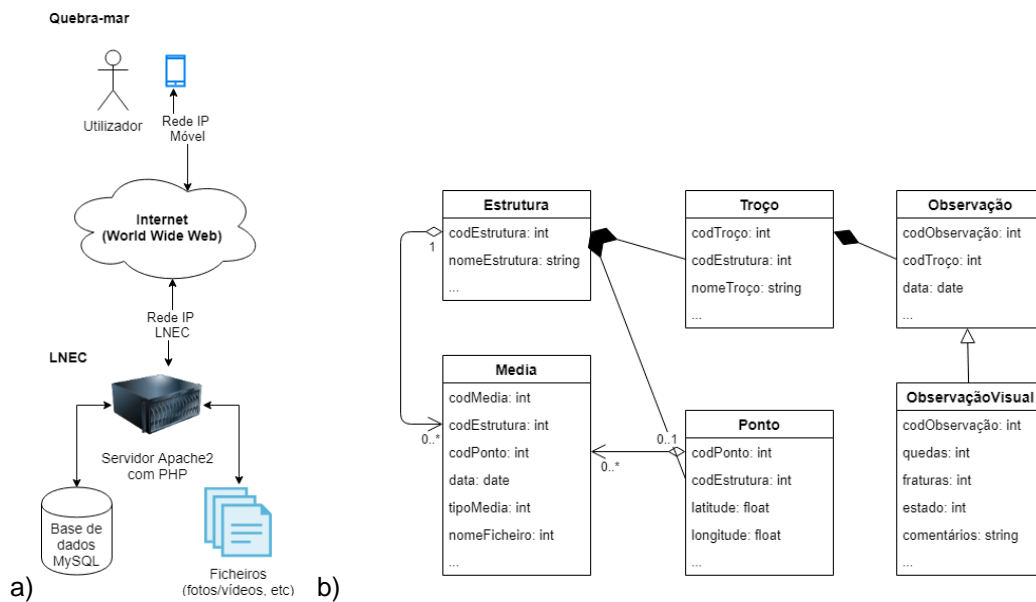 Quebra-mar
Utilizador
Rede IP
Móvel
Internet
(World Wide Web)
Rede IP
LNEC
LNEC
Servidor Apache2
com PHP
Base de
dados
MySQL
Ficheiros
(fotos/vídeos, etc)
a)
Estrutura
codEstrutura: int
nomeEstrutura: string
...
1
0..*
Troço
codTroço: int
codEstrutura: int
nomeTroço: string
...
Observação
codObservação: int
codTroço: int
data: date
...
Media
codMedia: int
codEstrutura: int
codPonto: int
data: date
tipoMedia: int
nomeFicheiro: int
...
0..1
0..*
Ponto
codPonto: int
codEstrutura: int
latitude: float
longitude: float
...
ObservaçãoVisual
codObservação: int
quedas: int
fraturas: int
estado: int
comentários: string
...
b)